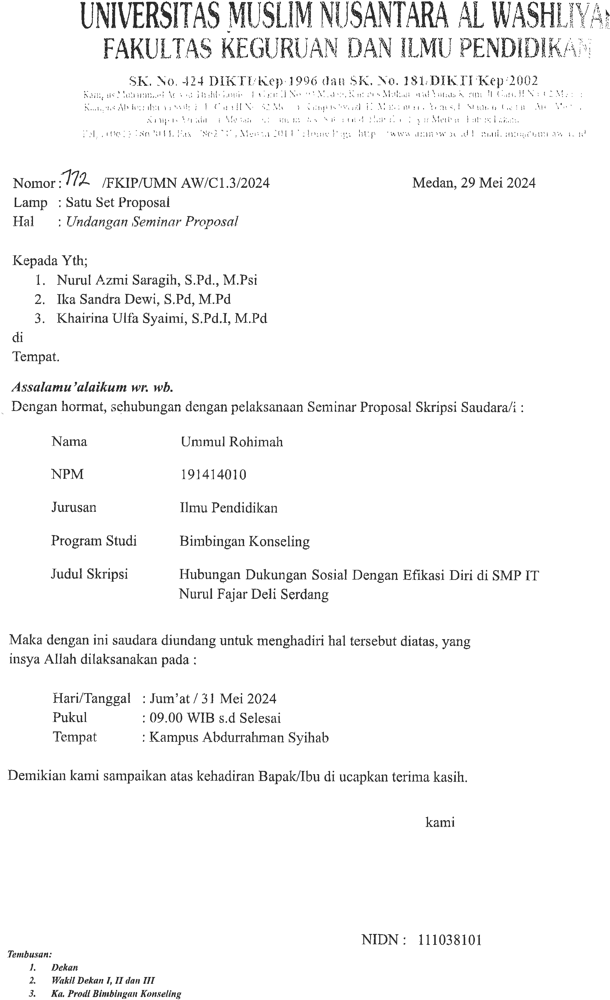 UNIVERSITAS MUSLIM NUSANTARA AL WASHLIYAH
FAKULTAS KEGURUAN DAN ILMU PENDIDIKAN
SK. No. 424 DIKTI/Kep/1996 dan SK. No. 181/DIKTI/Kep/2002
Nomor : 772 /FKIP/UMN AW/C1.3/2024 Medan, 29 Mei 2024
Lamp : Satu Set Proposal
Hal : Undangan Seminar Proposal
Kepada Yth;
1. Nurul Azmi Saragih, S.Pd., M.Psi
2. Ika Sandra Dewi, S.Pd, M.Pd
3. Khairina Ulfa Syaimi, S.Pd.I, M.Pd
di
Tempat.
Assalamu'alaikum wr. wb.
Dengan hormat, sehubungan dengan pelaksanaan Seminar Proposal Skripsi Saudara/i :
Nama Ummul Rohimah
NPM 191414010
Jurusan Ilmu Pendidikan
Program Studi Bimbingan Konseling
Judul Skripsi Hubungan Dukungan Sosial Dengan Efikasi Diri di SMP IT
Nurul Fajar Deli Serdang
Maka dengan ini saudara diundang untuk menghadiri hal tersebut diatas, yang
insya Allah dilaksanakan pada :
Hari/Tanggal : Jum'at / 31 Mei 2024
Pukul : 09.00 WIB s.d Selesai
Tempat : Kampus Abdurrahman Syihab
Demikian kami sampaikan atas kehadiran Bapak/Ibu di ucapkan terima kasih.
kami
NIDN : 111038101
Tembusan:
1. Dekan
2. Wakil Dekan I, II dan III
3. Ka. Prodi Bimbingan Konseling